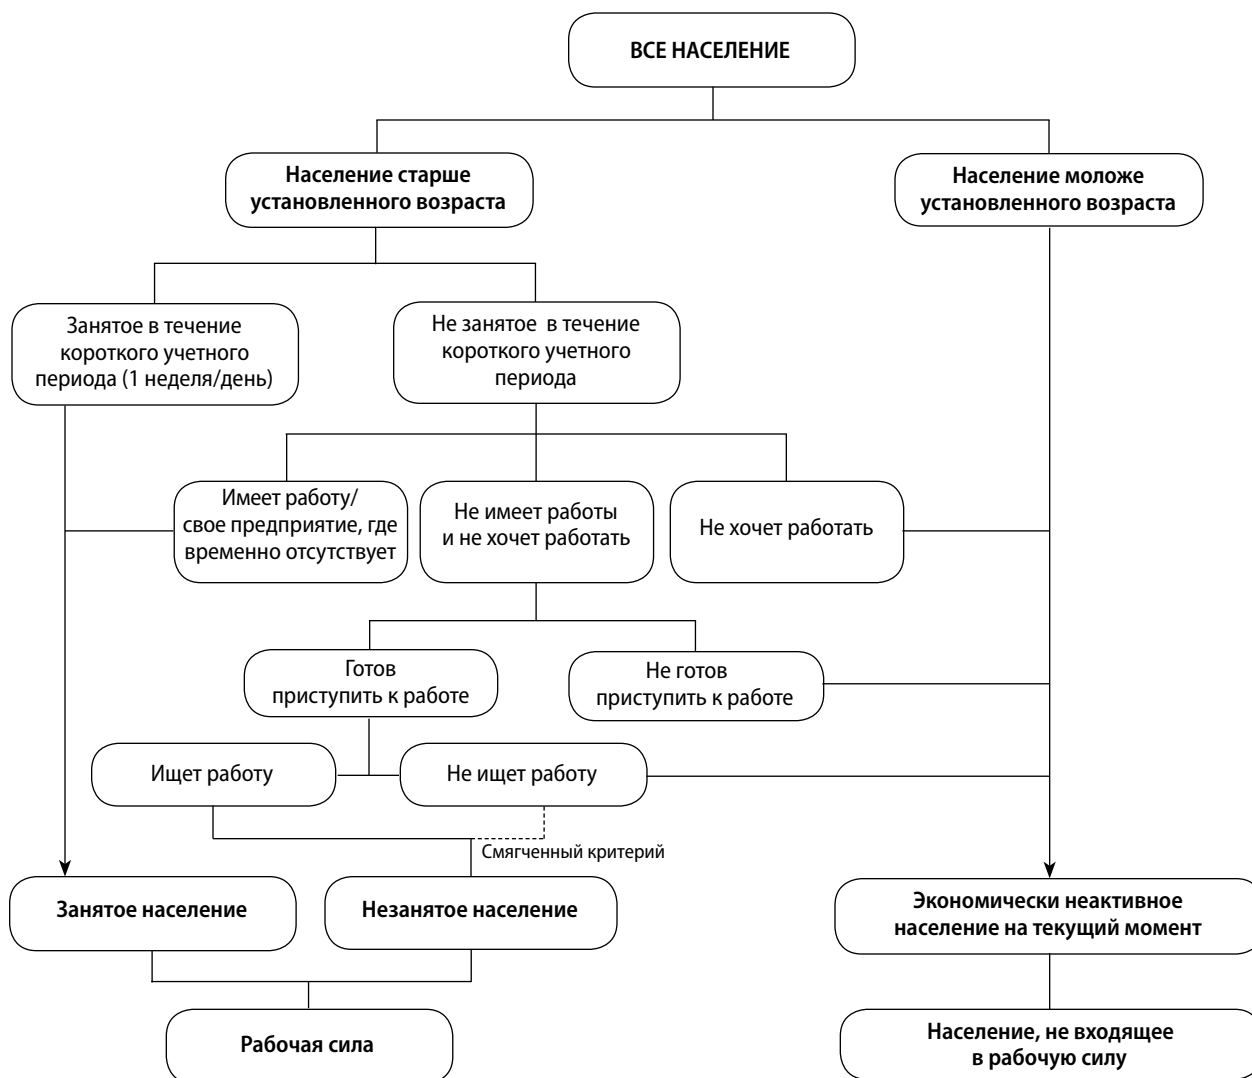 ВСЕ НАСЕЛЕНИЕ
Население старше
установленного возраста
Население моложе
установленного возраста
Занятое в течение
короткого учетного
периода (1 неделя/день)
Не занятое в течение
короткого учетного
периода
Имеет работу/
свое предприятие, где
временно отсутствует
Не имеет работы
и не хочет работать
Не хочет работать
Готов
приступить к работе
Не готов
приступить к работе
Ищет работу
Не ищет работу
Смягченный критерий
Занятое население
Незанятое население
Экономически неактивное
население на текущий момент
Рабочая сила
Население, не входящее
в рабочую силу